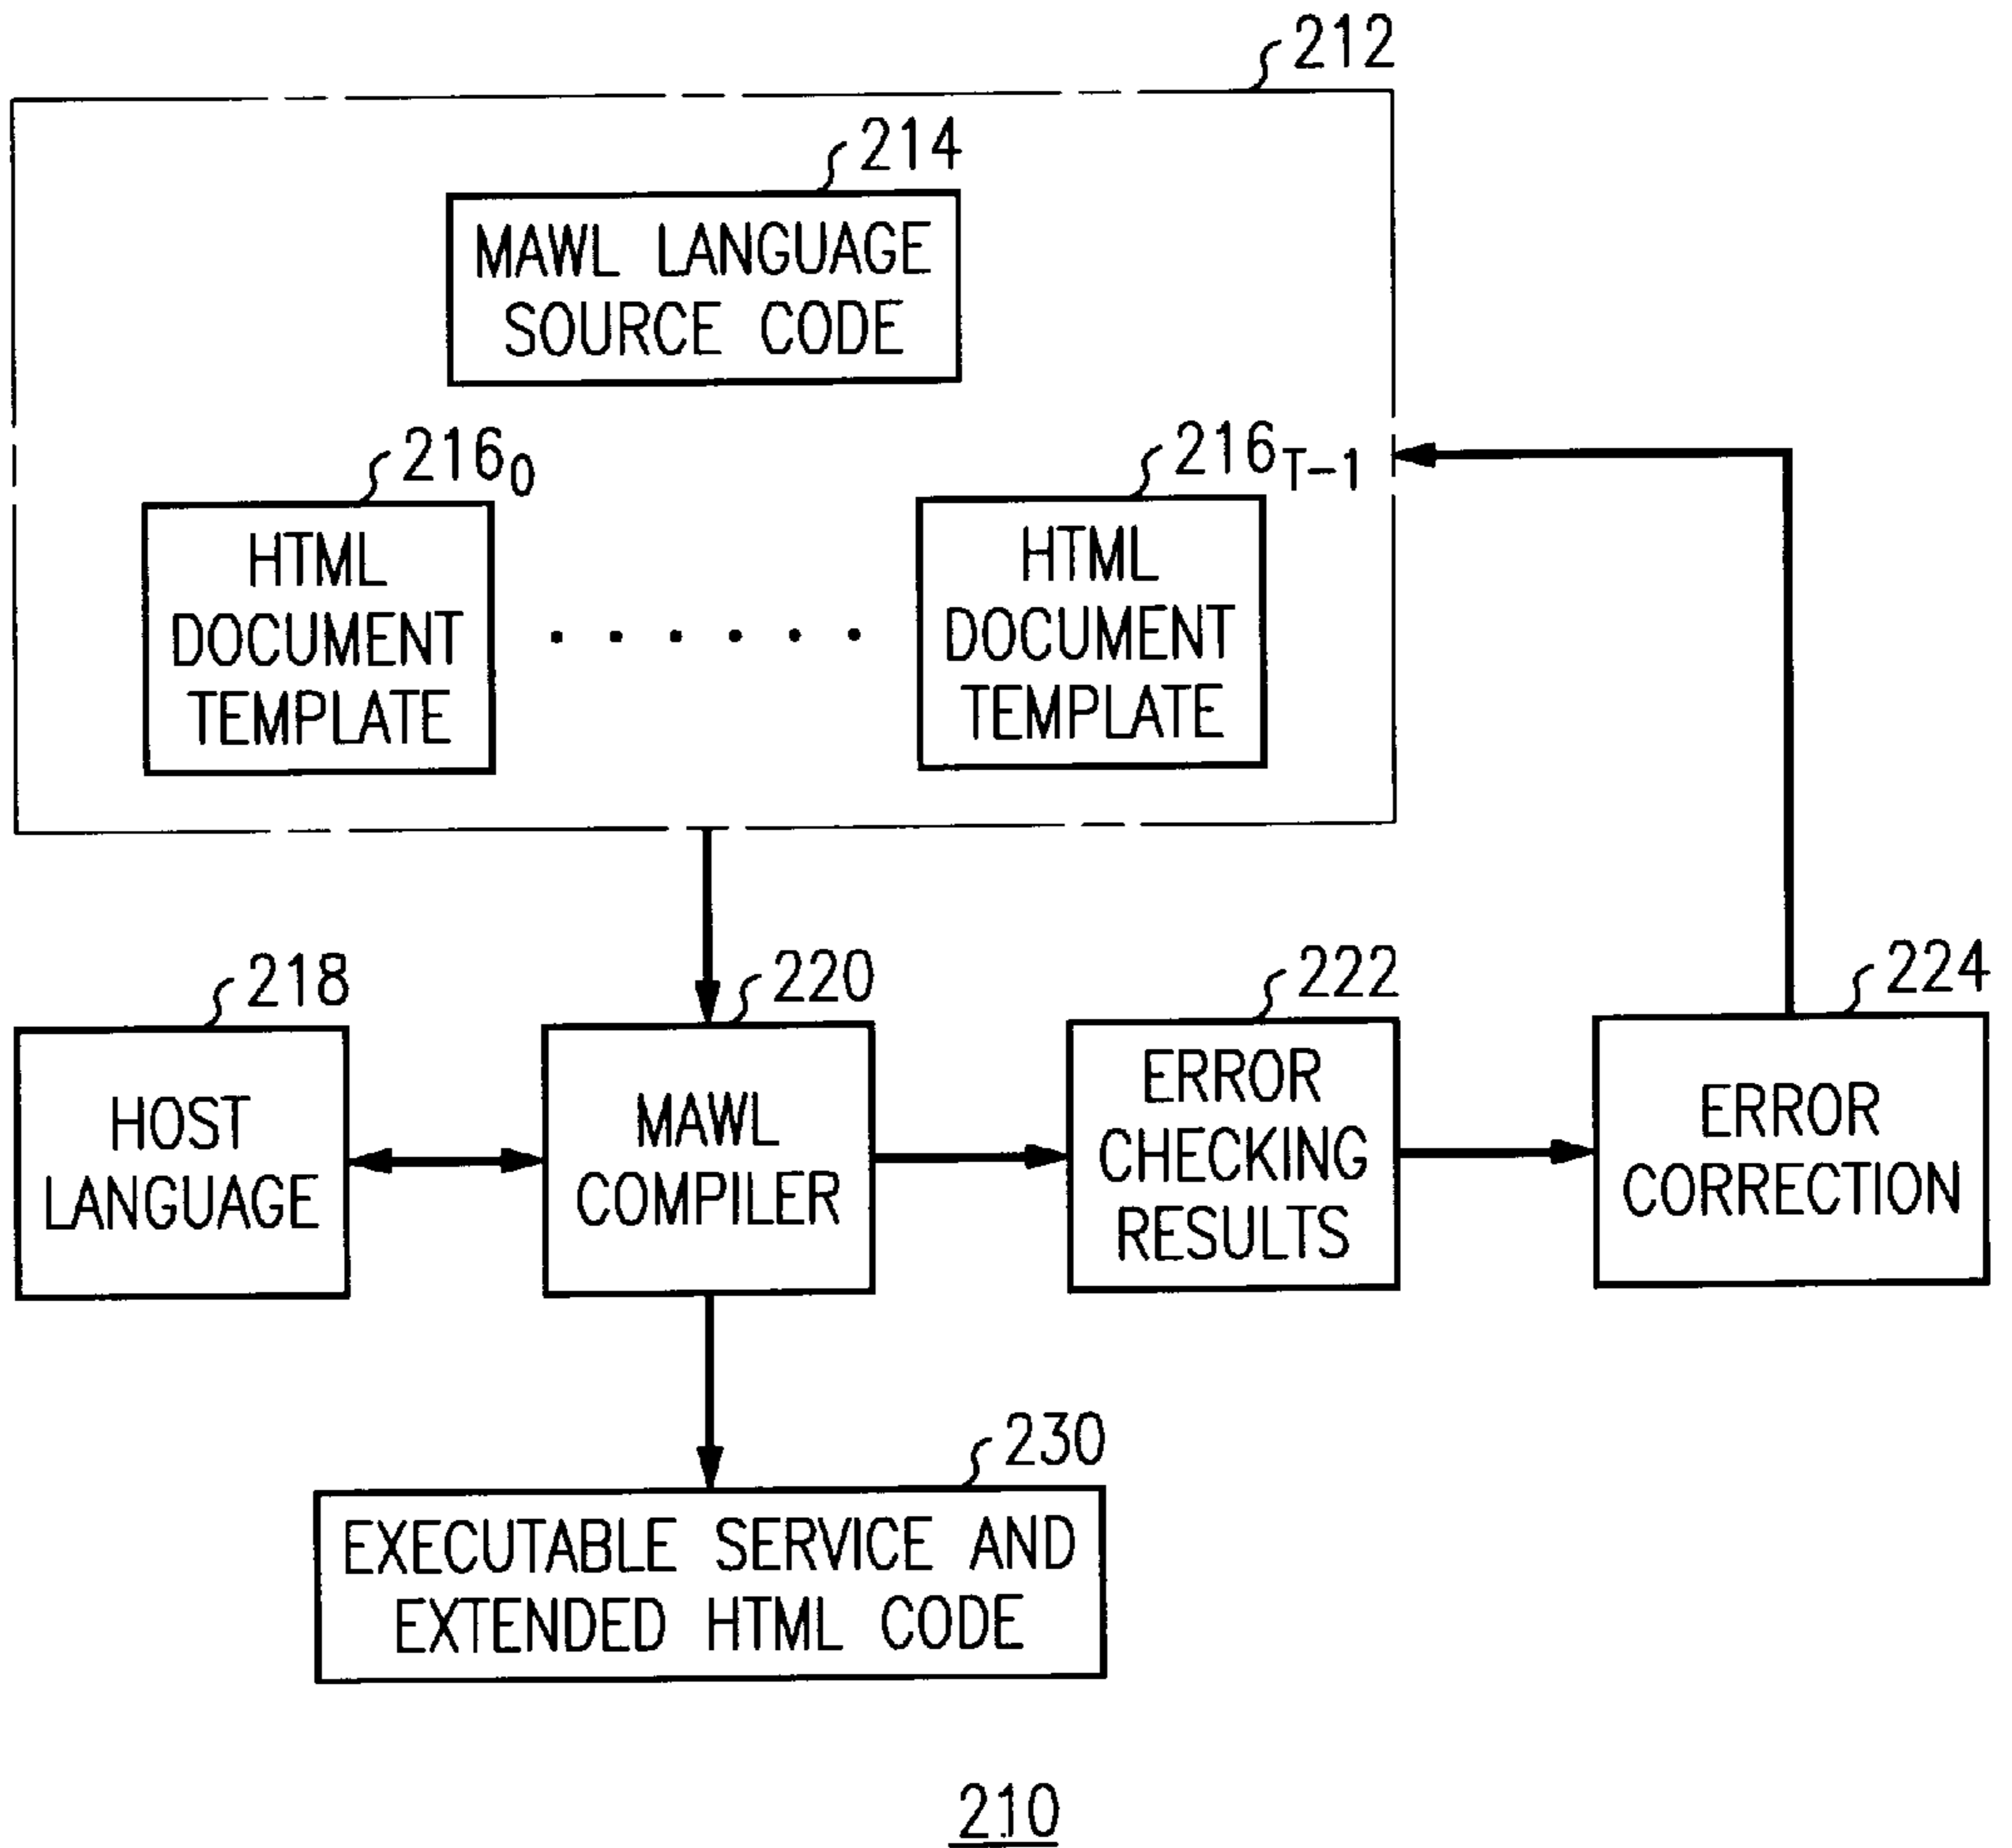 212
214
MAWL LANGUAGE
SOURCE CODE
216₀
216T-1
HTML
DOCUMENT
TEMPLATE
HTML
DOCUMENT
TEMPLATE
218
220
222
224
HOST
LANGUAGE
MAWL
COMPILER
ERROR
CHECKING
RESULTS
ERROR
CORRECTION
230
EXECUTABLE SERVICE AND
EXTENDED HTML CODE
210